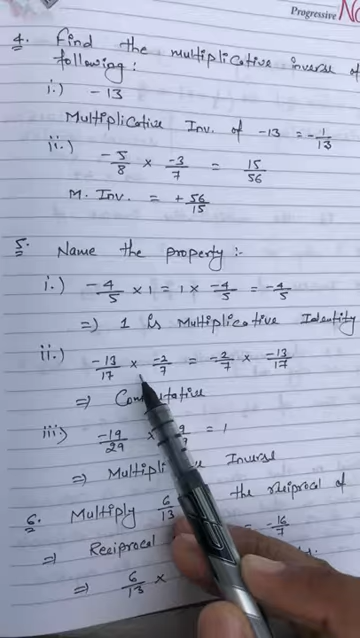 Progressive
4. Find the multiplicative inverse of
following:
i.) -13
Multiplicative Inv. of -13 = -1/13
ii.) -5/8 × -3/7 = 15/56
M. Inv. = +56/15
5. Name the property :-
i.) -4/5 × 1 = 1 × -4/5 = -4/5
⇒ 1 is Multiplicative Identity
ii.) -13/17 × -2/7 = -2/7 × -13/17
⇒
iii) -19/29 × = 1
⇒ Inverse
6. Multiply 6/13 the reciprocal of
⇒ Reciprocal = -16/7
⇒ 6/13 ×